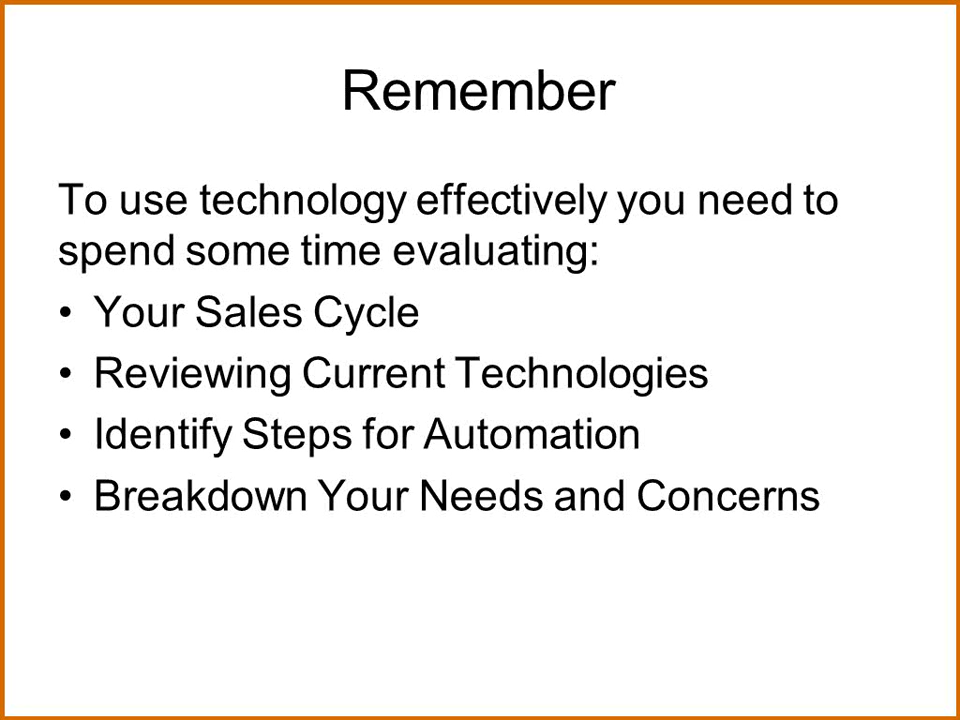 Remember
To use technology effectively you need to
spend some time evaluating:
• Your Sales Cycle
• Reviewing Current Technologies
• Identify Steps for Automation
• Breakdown Your Needs and Concerns